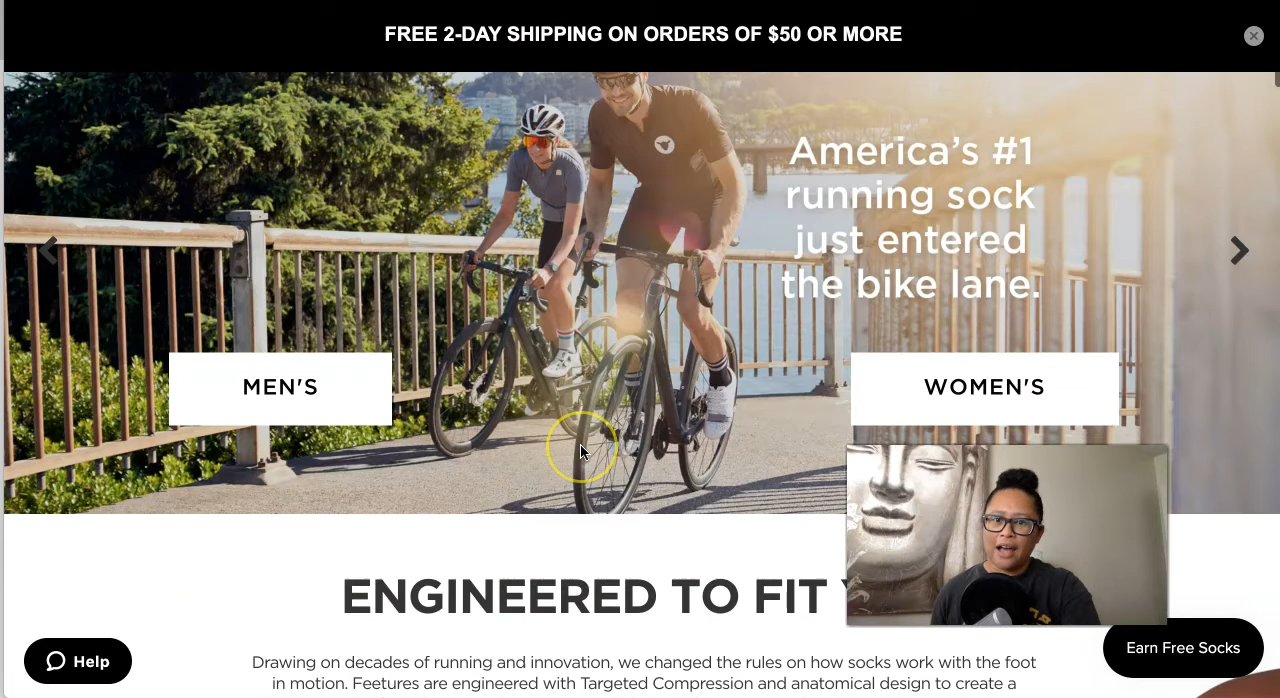 FREE 2-DAY SHIPPING ON ORDERS OF $50 OR MORE
America's #1
running sock
just entered
the bike lane.
MEN'S
WOMEN'S
ENGINEERED TO FIT
Help
Earn Free Socks
Drawing on decades of running and innovation, we changed the rules on how socks work with the foot
in motion. Feetures are engineered with Targeted Compression and anatomical design to create a